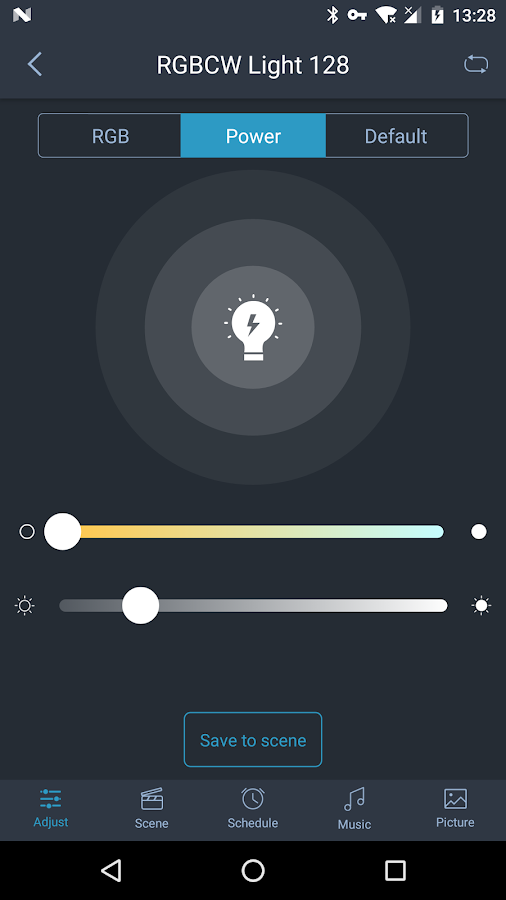 13:28
RGBCW Light 128
RGB
Power
Default
Save to scene
Adjust
Scene
Schedule
Music
Picture